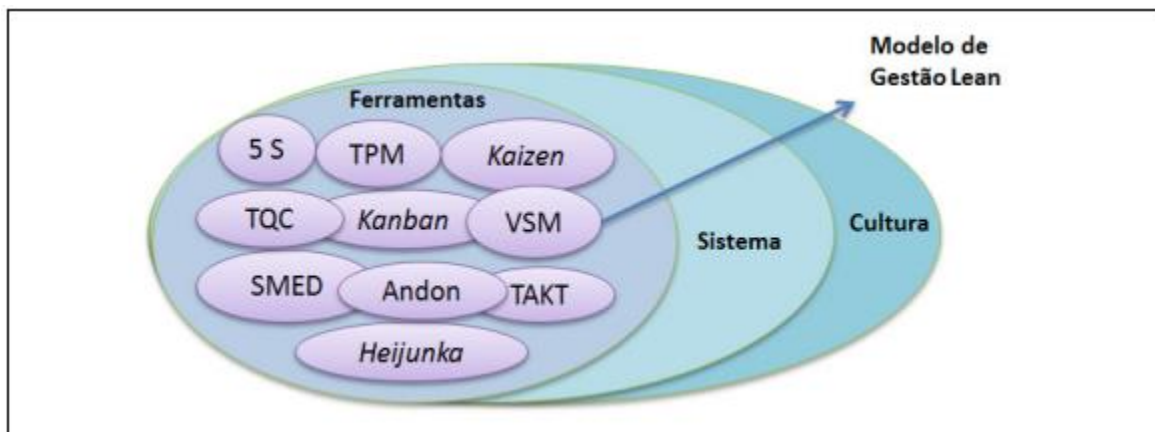 Modelo de
Gestão Lean
Ferramentas
5 S
TPM
Kaizen
TQC
Kanban
VSM
Sistema
Cultura
SMED
Andon
TAKT
Heijunka